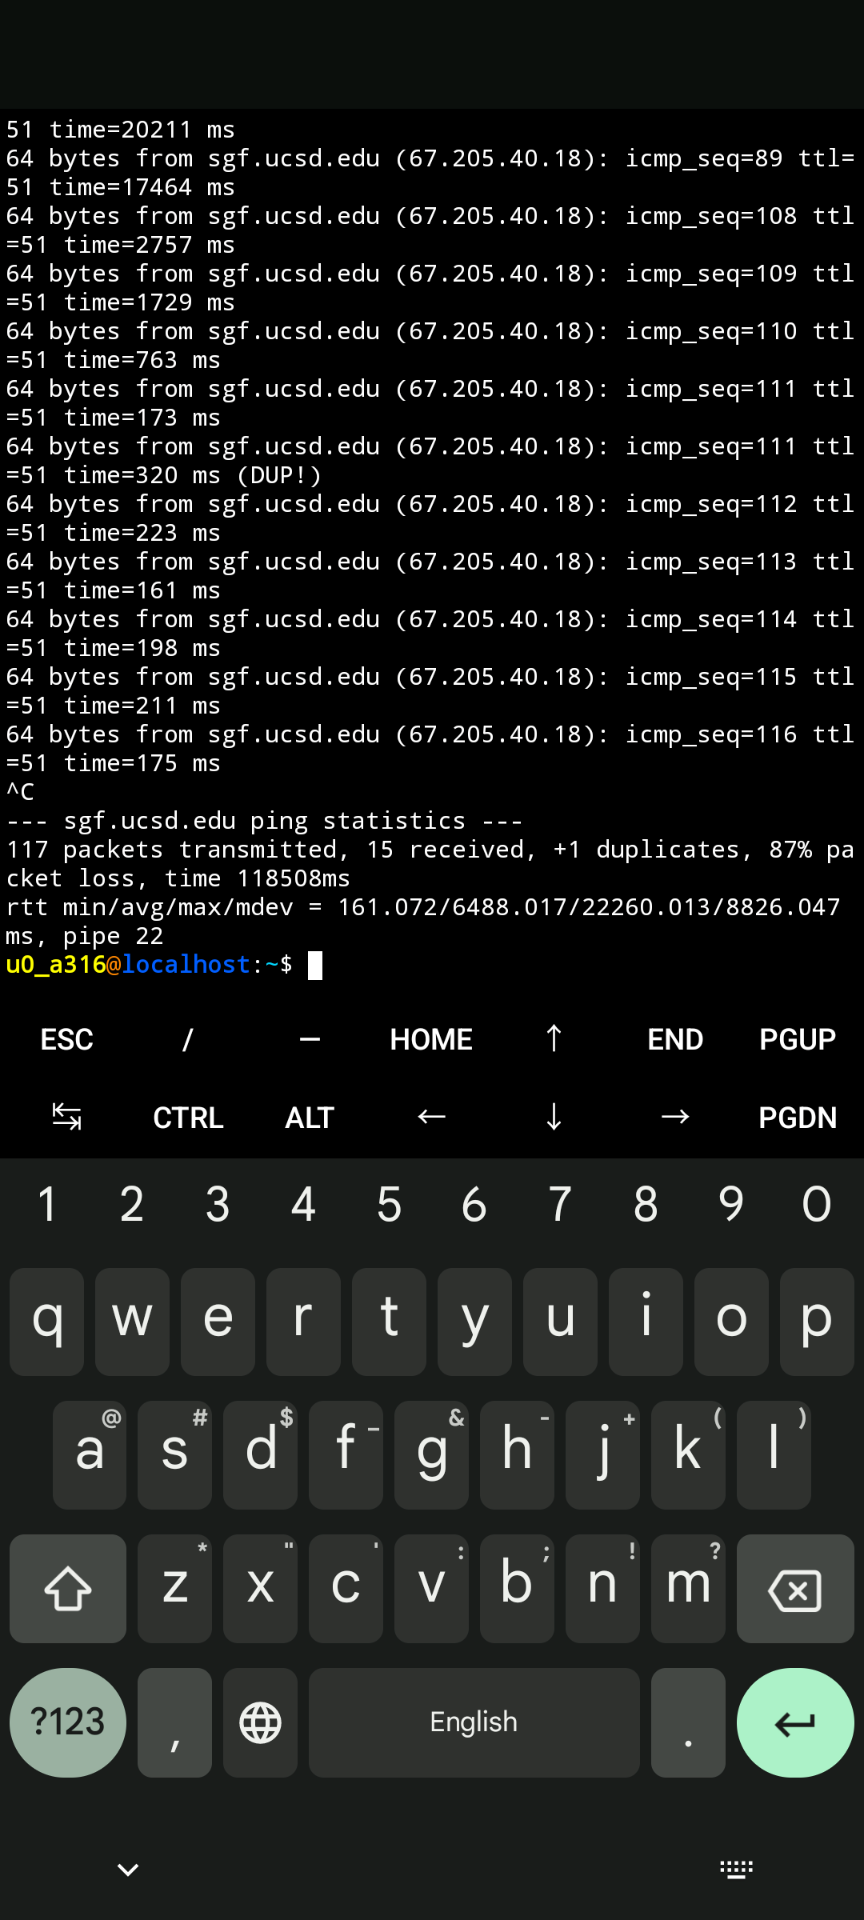 51 time=20211 ms
64 bytes from sgf.ucsd.edu (67.205.40.18): icmp_seq=89 ttl=
51 time=17464 ms
64 bytes from sgf.ucsd.edu (67.205.40.18): icmp_seq=108 ttl
=51 time=2757 ms
64 bytes from sgf.ucsd.edu (67.205.40.18): icmp_seq=109 ttl
=51 time=1729 ms
64 bytes from sgf.ucsd.edu (67.205.40.18): icmp_seq=110 ttl
=51 time=763 ms
64 bytes from sgf.ucsd.edu (67.205.40.18): icmp_seq=111 ttl
=51 time=173 ms
64 bytes from sgf.ucsd.edu (67.205.40.18): icmp_seq=111 ttl
=51 time=320 ms (DUP!)
64 bytes from sgf.ucsd.edu (67.205.40.18): icmp_seq=112 ttl
=51 time=223 ms
64 bytes from sgf.ucsd.edu (67.205.40.18): icmp_seq=113 ttl
=51 time=161 ms
64 bytes from sgf.ucsd.edu (67.205.40.18): icmp_seq=114 ttl
=51 time=198 ms
64 bytes from sgf.ucsd.edu (67.205.40.18): icmp_seq=115 ttl
=51 time=211 ms
64 bytes from sgf.ucsd.edu (67.205.40.18): icmp_seq=116 ttl
=51 time=175 ms
^C
--- sgf.ucsd.edu ping statistics ---
117 packets transmitted, 15 received, +1 duplicates, 87% pa
cket loss, time 118508ms
rtt min/avg/max/mdev = 161.072/6488.017/22260.013/8826.047
ms, pipe 22
u0_a316@localhost:~$
ESC / — HOME ↑ END PGUP
↹ CTRL ALT ← ↓ → PGDN
1 2 3 4 5 6 7 8 9 0
q w e r t y u i o p
@ # $ _ & - + ( )
a s d f g h j k l
* " ' : ; ! ?
z x c v b n m
?123 , English .